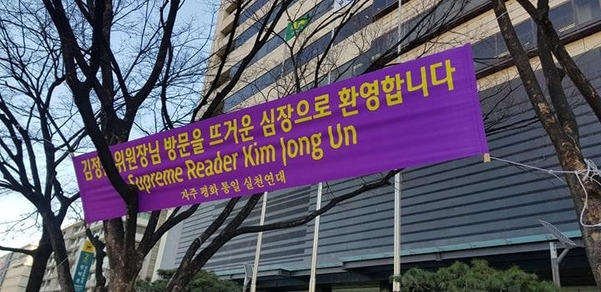 김정 위원장님 방문을 뜨거운 심장으로 환영합니다
Supreme Reader Kim Jong Un
자주 평화 통일 실천연대